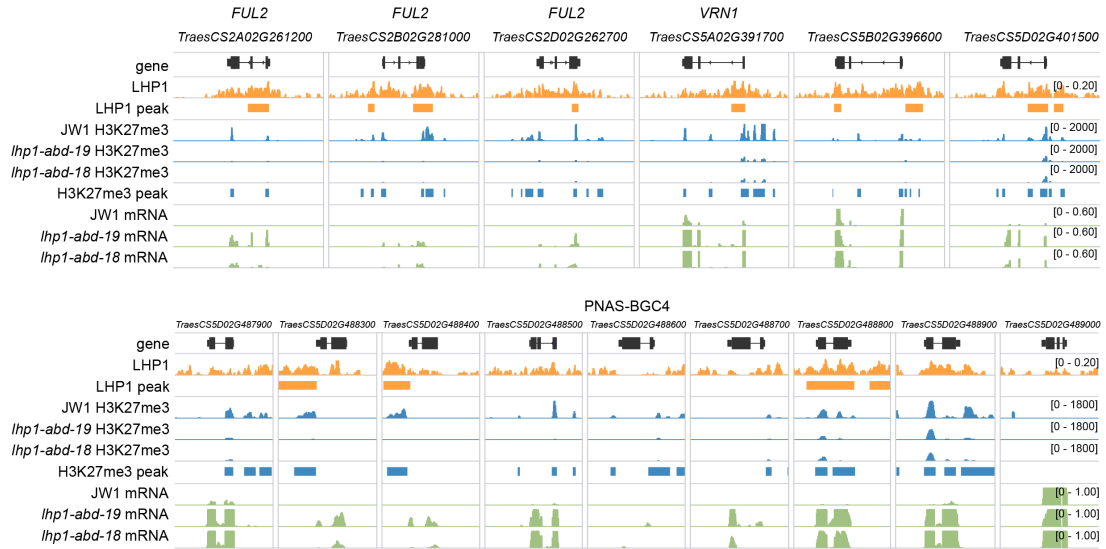 FUL2 FUL2 FUL2 VRN1
TraesCS2A02G261200 TraesCS2B02G281000 TraesCS2D02G262700 TraesCS5A02G391700 TraesCS5B02G396600 TraesCS5D02G401500
gene
LHP1 [0 - 0.20]
LHP1 peak
JW1 H3K27me3 [0 - 2000]
lhp1-abd-19 H3K27me3 [0 - 2000]
lhp1-abd-18 H3K27me3 [0 - 2000]
H3K27me3 peak
JW1 mRNA [0 - 0.60]
lhp1-abd-19 mRNA [0 - 0.60]
lhp1-abd-18 mRNA [0 - 0.60]
PNAS-BGC4
TraesCS5D02G487900 TraesCS5D02G488300 TraesCS5D02G488400 TraesCS5D02G488500 TraesCS5D02G488600 TraesCS5D02G488700 TraesCS5D02G488800 TraesCS5D02G488900 TraesCS5D02G489000
gene
LHP1 [0 - 0.20]
LHP1 peak
JW1 H3K27me3 [0 - 1800]
lhp1-abd-19 H3K27me3 [0 - 1800]
lhp1-abd-18 H3K27me3 [0 - 1800]
H3K27me3 peak
JW1 mRNA [0 - 1.00]
lhp1-abd-19 mRNA [0 - 1.00]
lhp1-abd-18 mRNA [0 - 1.00]